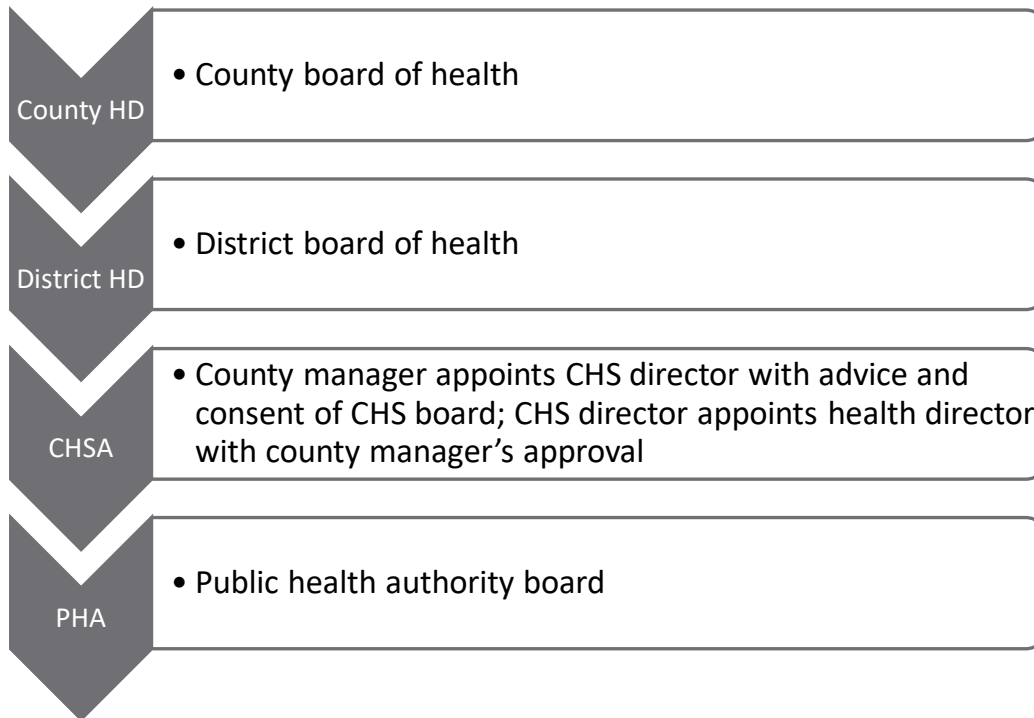 County HD
• County board of health
District HD
• District board of health
CHSA
• County manager appoints CHS director with advice and
consent of CHS board; CHS director appoints health director
with county manager’s approval
PHA
• Public health authority board